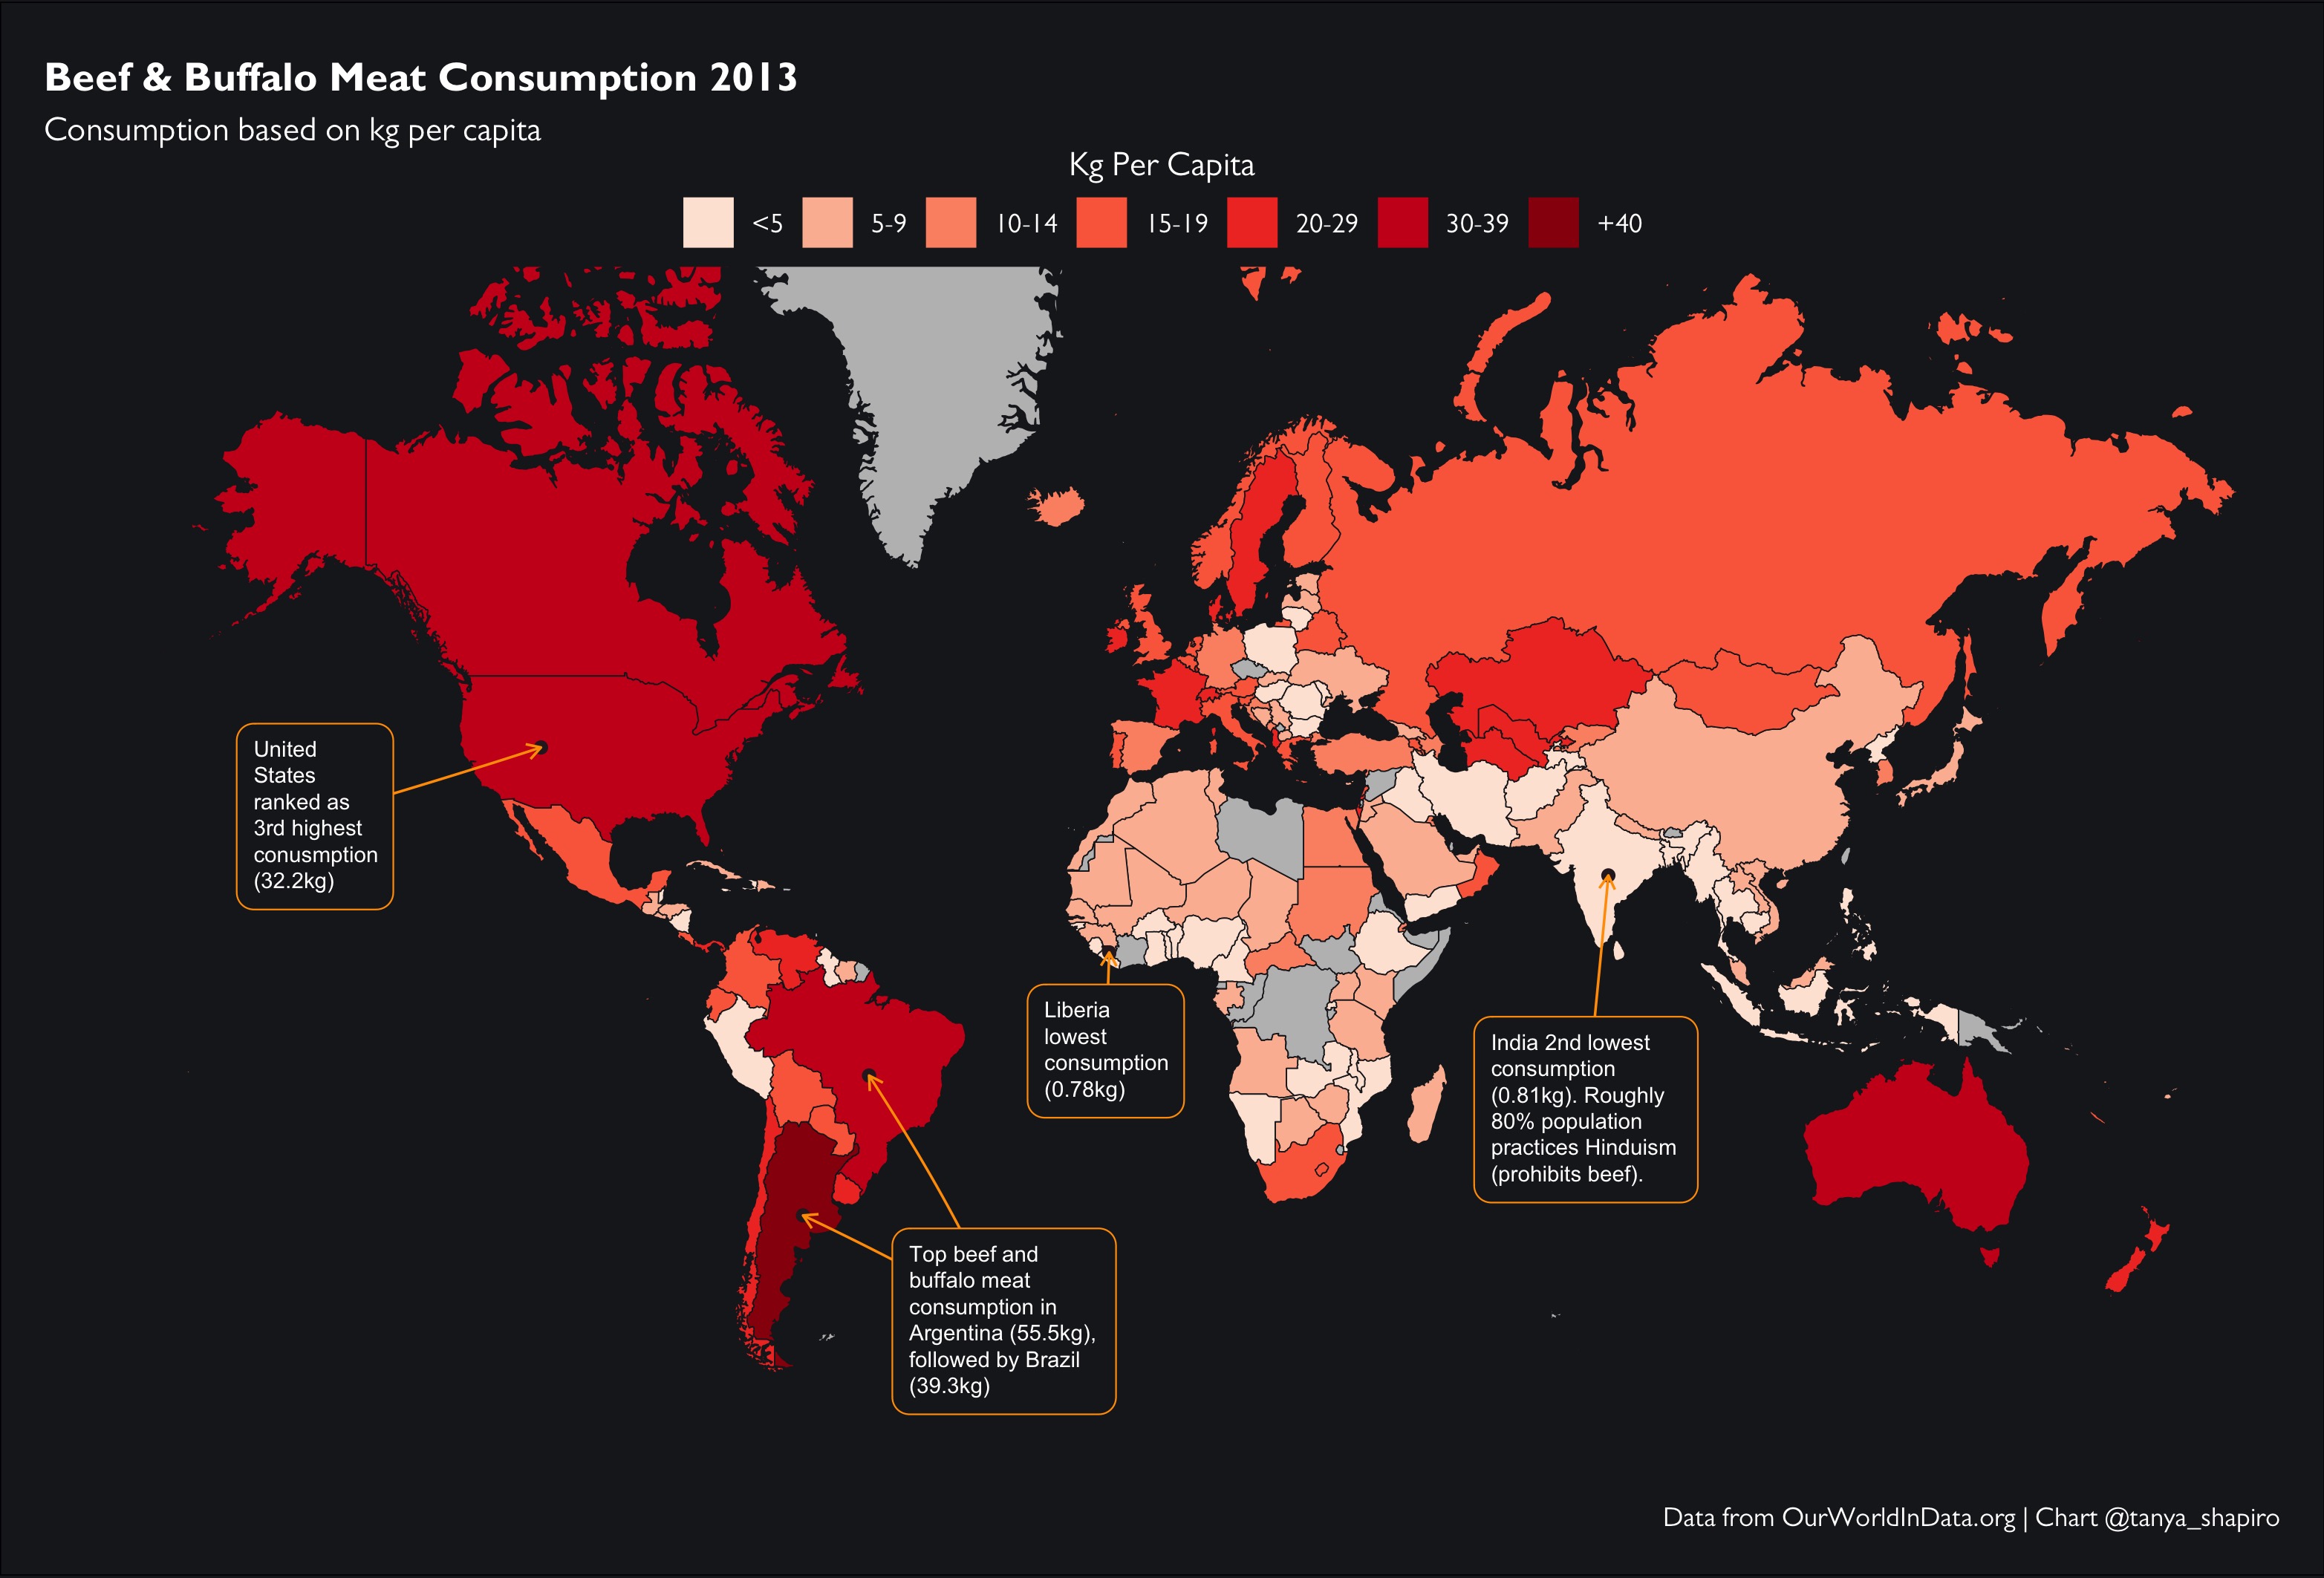 Beef & Buffalo Meat Consumption 2013
Consumption based on kg per capita
Kg Per Capita
<5 5-9 10-14 15-19 20-29 30-39 +40
United
States
ranked as
3rd highest
conusmption
(32.2kg)
Liberia
lowest
consumption
(0.78kg)
India 2nd lowest
consumption
(0.81kg). Roughly
80% population
practices Hinduism
(prohibits beef).
Top beef and
buffalo meat
consumption in
Argentina (55.5kg),
followed by Brazil
(39.3kg)
Data from OurWorldInData.org | Chart @tanya_shapiro